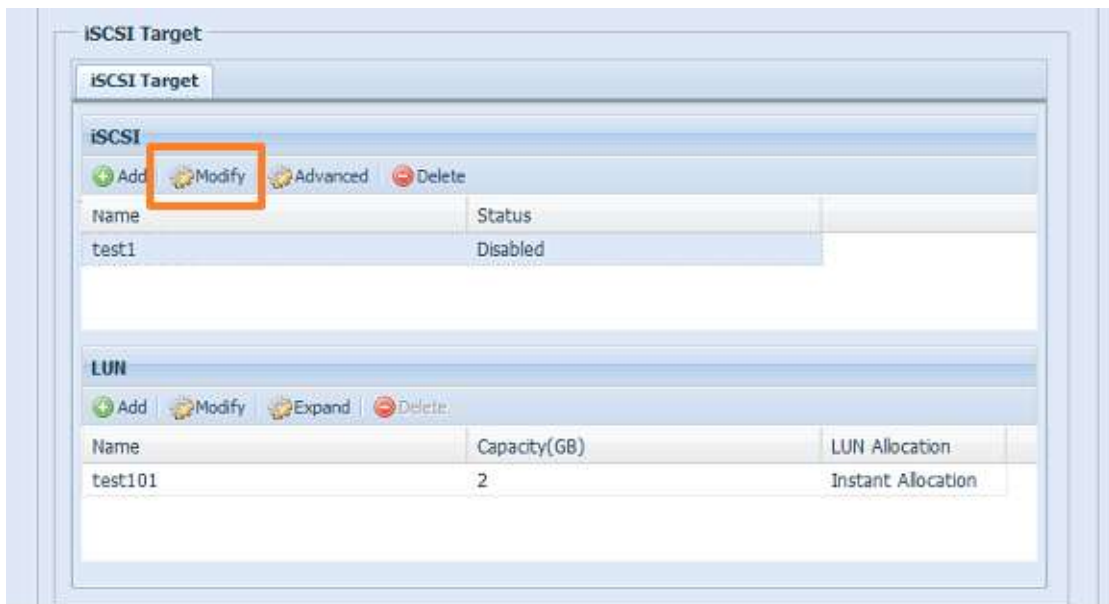 iSCSI Target
iSCSI Target
iSCSI
Add Modify Advanced Delete
Name Status
test1 Disabled
LUN
Add Modify Expand Delete
Name Capacity(GB) LUN Allocation
test101 2 Instant Allocation